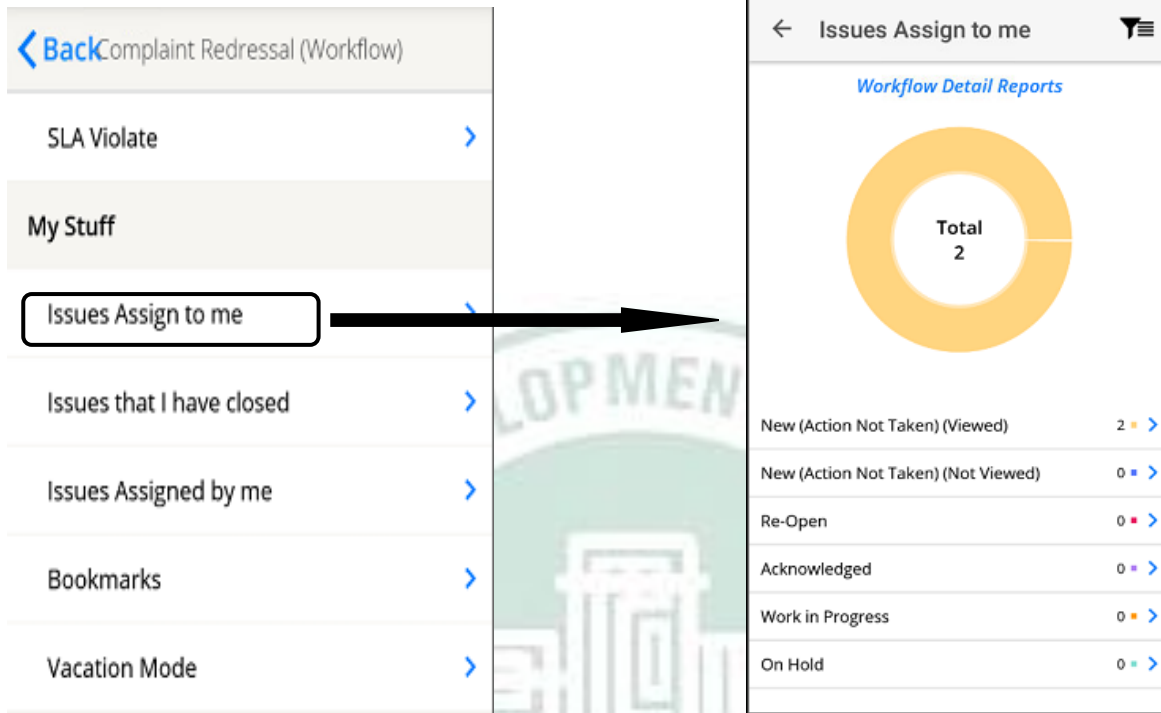 Back Complaint Redressal (Workflow)
SLA Violate
My Stuff
Issues Assign to me
Issues that I have closed
Issues Assigned by me
Bookmarks
Vacation Mode
LOPMEN
Issues Assign to me
Workflow Detail Reports
Total
2
New (Action Not Taken) (Viewed) 2
New (Action Not Taken) (Not Viewed) 0
Re-Open 0
Acknowledged 0
Work in Progress 0
On Hold 0